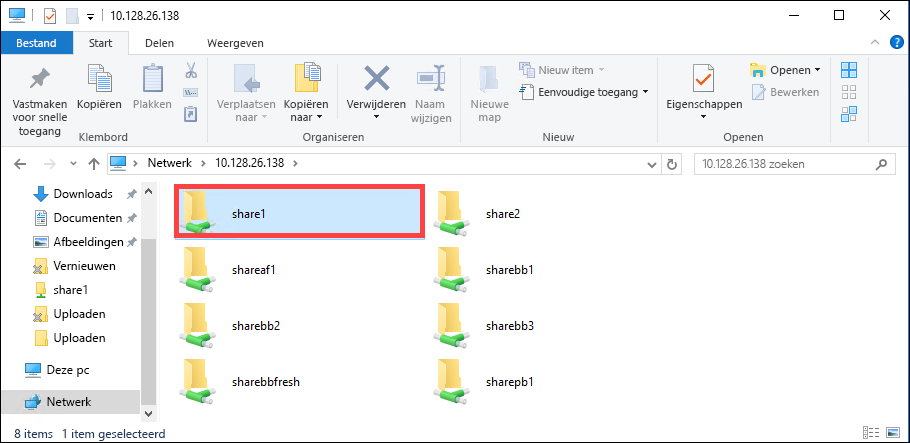 10.128.26.138
Bestand Start Delen Weergeven
Vastmaken voor snelle toegang
Kopiëren
Plakken
Klembord
Verplaatsen naar
Kopiëren naar
Verwijderen
Naam wijzigen
Organiseren
Nieuwe map
Nieuw item
Eenvoudige toegang
Nieuw
Eigenschappen
Openen
Bewerken
Openen
Netwerk 10.128.26.138
10.128.26.138 zoeken
Downloads
Documenten
Afbeeldingen
Vernieuwen
share1
Uploaden
Uploaden
Deze pc
Netwerk
share1 share2
shareaf1 sharebb1
sharebb2 sharebb3
sharebbfresh sharepb1
8 items 1 item geselecteerd